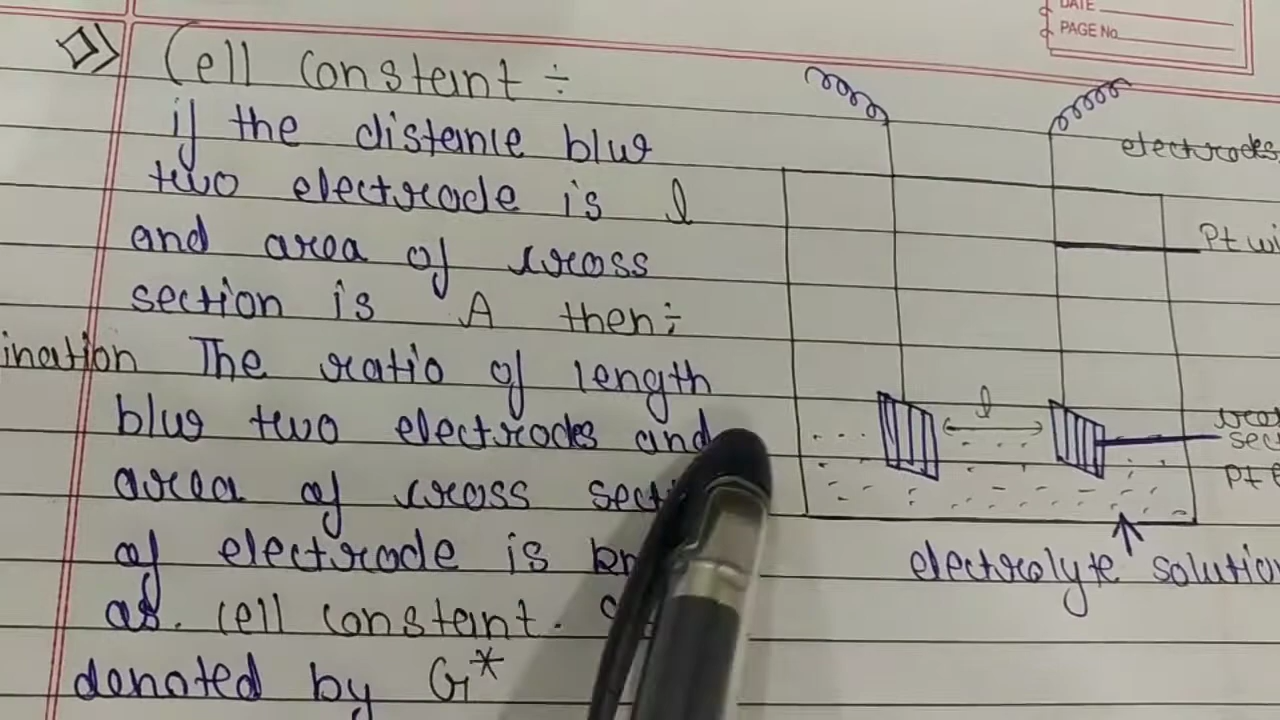 DATE
PAGE No.
Cell Constant ÷
if the distance b/w
two electrode is l
and area of cross
section is A then ÷
ination The ratio of length
b/w two electrodes and
area of cross
of electrode is
as. Cell constant.
denoted by G*
electrodes
Pt wi
l
sec
Pt
electrolyte solution